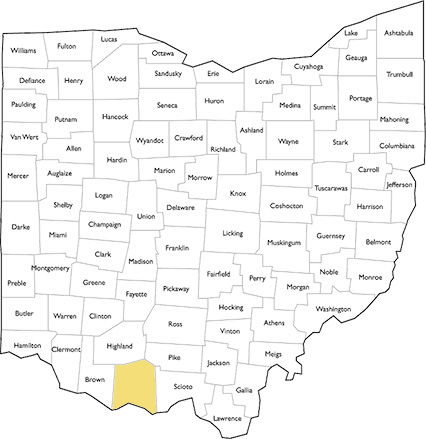 Williams
Fulton
Lucas
Ottawa
Lake
Ashtabula
Geauga
Cuyahoga
Defiance
Henry
Wood
Sandusky
Erie
Lorain
Trumbull
Paulding
Putnam
Hancock
Seneca
Huron
Medina
Summit
Portage
Mahoning
Van Wert
Allen
Wyandot
Crawford
Richland
Ashland
Wayne
Stark
Columbiana
Mercer
Auglaize
Hardin
Marion
Morrow
Knox
Holmes
Tuscarawas
Carroll
Jefferson
Shelby
Logan
Union
Delaware
Coshocton
Harrison
Darke
Miami
Champaign
Licking
Muskingum
Guernsey
Belmont
Clark
Madison
Franklin
Preble
Montgomery
Greene
Fayette
Pickaway
Fairfield
Perry
Morgan
Noble
Monroe
Butler
Warren
Clinton
Ross
Hocking
Vinton
Athens
Washington
Hamilton
Clermont
Highland
Pike
Jackson
Meigs
Brown
Scioto
Gallia
Lawrence